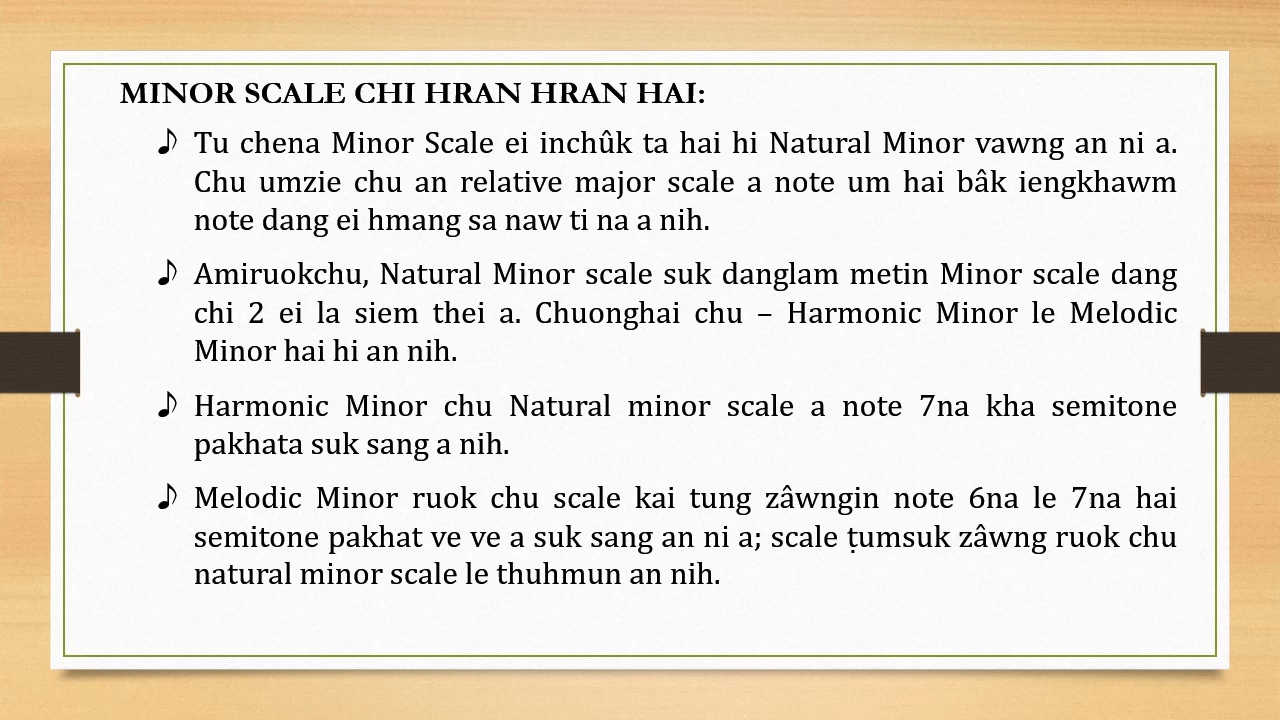 MINOR SCALE CHI HRAN HRAN HAI:
♪ Tu chena Minor Scale ei inchûk ta hai hi Natural Minor vawng an ni a.
Chu umzie chu an relative major scale a note um hai bâk iengkhawm
note dang ei hmang sa naw ti na a nih.
♪ Amiruokchu, Natural Minor scale suk danglam metin Minor scale dang
chi 2 ei la siem thei a. Chuonghai chu – Harmonic Minor le Melodic
Minor hai hi an nih.
♪ Harmonic Minor chu Natural minor scale a note 7na kha semitone
pakhata suk sang a nih.
♪ Melodic Minor ruok chu scale kai tung zâwngin note 6na le 7na hai
semitone pakhat ve ve a suk sang an ni a; scale ṭumsuk zâwng ruok chu
natural minor scale le thuhmun an nih.